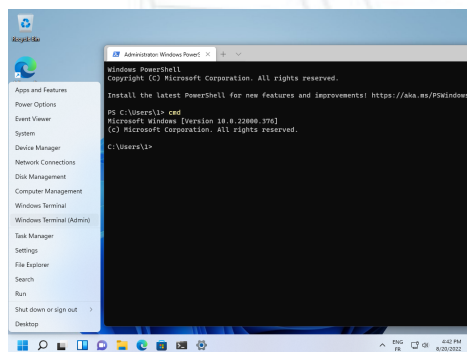 Recycle Bin
Administrator: Windows PowerS
Windows PowerShell
Copyright (C) Microsoft Corporation. All rights reserved.
Install the latest PowerShell for new features and improvements! https://aka.ms/PSWindows
PS C:\Users\1> cmd
Microsoft Windows [Version 10.0.22000.376]
(c) Microsoft Corporation. All rights reserved.
C:\Users\1>
Apps and Features
Power Options
Event Viewer
System
Device Manager
Network Connections
Disk Management
Computer Management
Windows Terminal
Windows Terminal (Admin)
Task Manager
Settings
File Explorer
Search
Run
Shut down or sign out
Desktop
ENG
FR
4:42 PM
8/20/2022